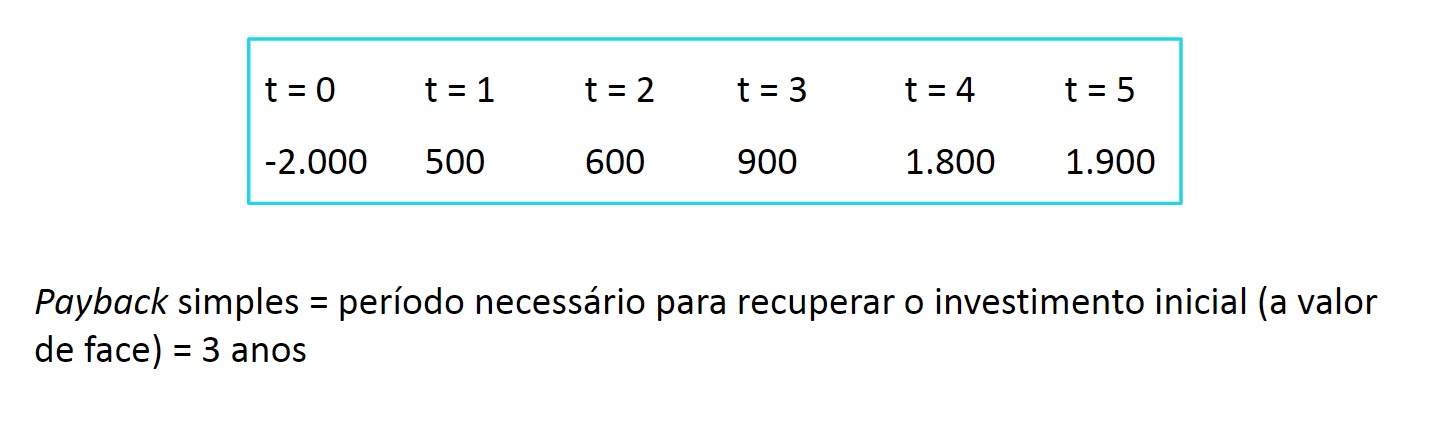 t = 0 t = 1 t = 2 t = 3 t = 4 t = 5
-2.000 500 600 900 1.800 1.900
Payback simples = período necessário para recuperar o investimento inicial (a valor
de face) = 3 anos